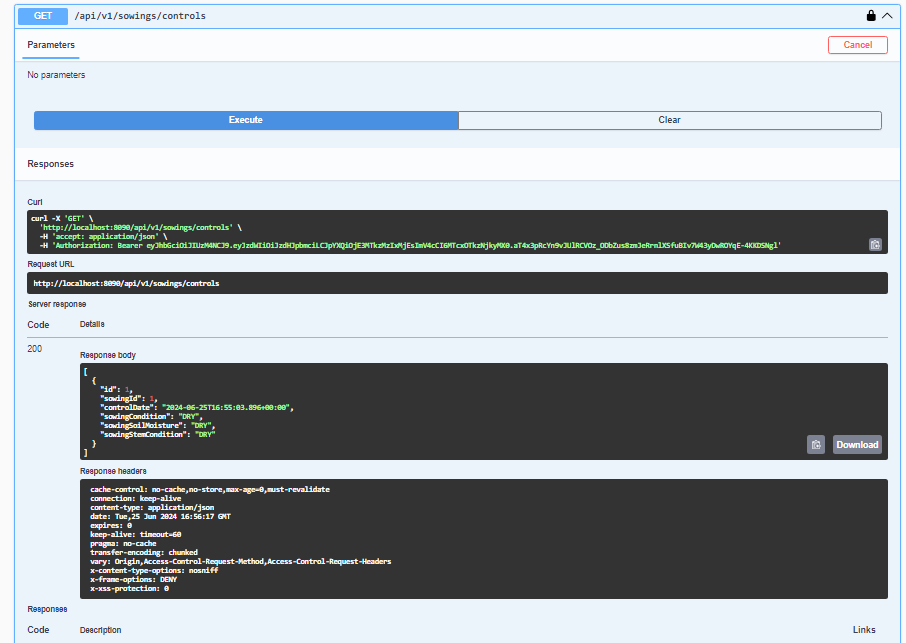 GET /api/v1/sowings/controls
Parameters
Cancel
No parameters
Execute
Clear
Responses
Curl
curl -X 'GET' \
'http://localhost:8090/api/v1/sowings/controls' \
-H 'accept: application/json' \
-H 'Authorization: Bearer
Request URL
http://localhost:8090/api/v1/sowings/controls
Server response
Code Details
200
Response body
[
{
"id": 1,
"sowingId": 1,
"controlDate": "2024-06-25T16:55:03.896+00:00",
"sowingCondition": "DRY",
"sowingSoilMoisture": "DRY",
"sowingStemCondition": "DRY"
}
]
Download
Response headers
cache-control: no-cache,no-store,max-age=0,must-revalidate
connection: keep-alive
content-type: application/json
date: Tue,25 Jun 2024 16:56:17 GMT
expires: 0
keep-alive: timeout=60
pragma: no-cache
transfer-encoding: chunked
vary: Origin,Access-Control-Request-Method,Access-Control-Request-Headers
x-content-type-options: nosniff
x-frame-options: DENY
x-xss-protection: 0
Responses
Code Description Links